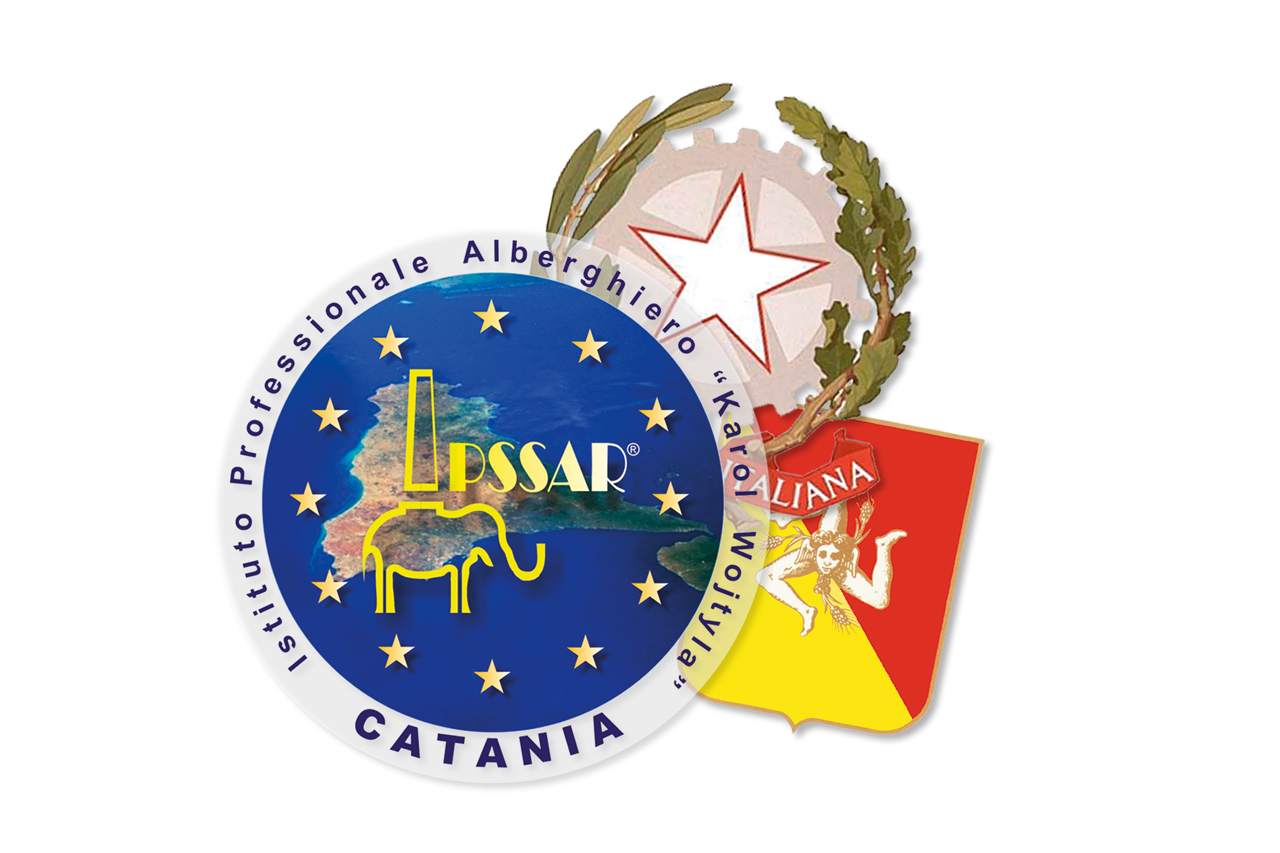 Istituto Professionale Alberghiero “Karol Wojtyla”
IPSSAR®
CATANIA
ITALIANA